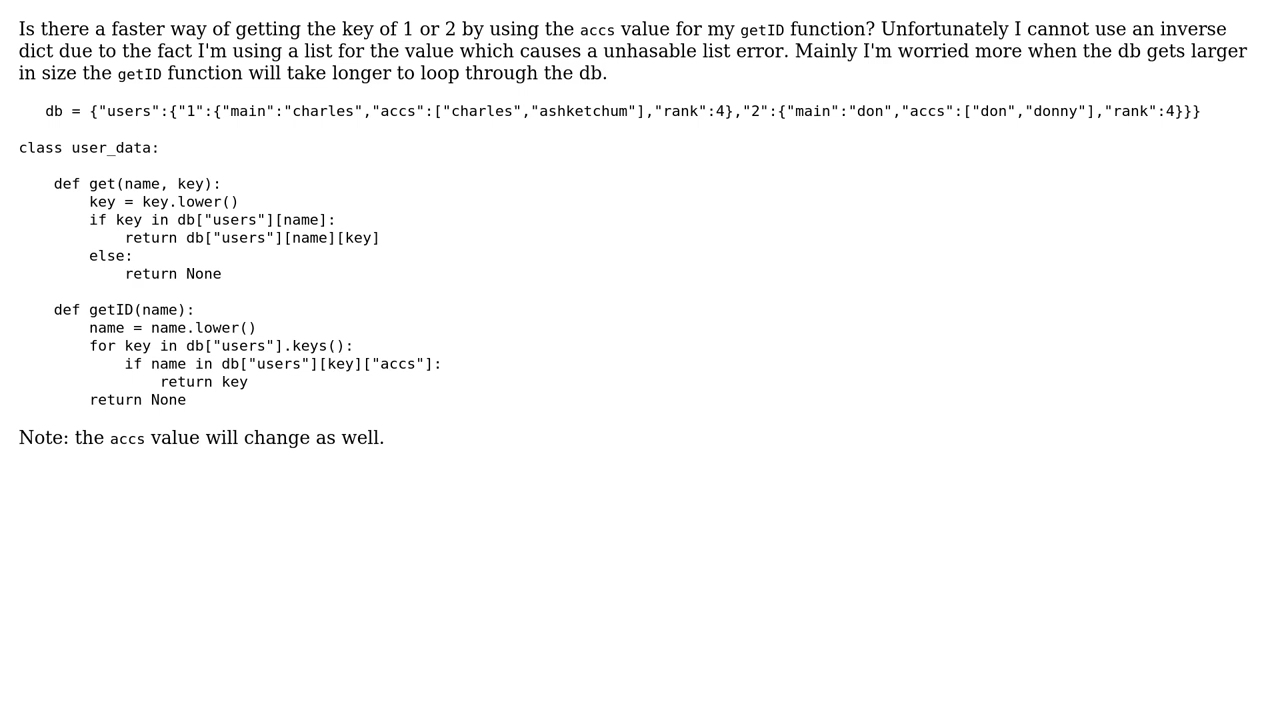 Is there a faster way of getting the key of 1 or 2 by using the accs value for my getID function? Unfortunately I cannot use an inverse
dict due to the fact I'm using a list for the value which causes a unhasable list error. Mainly I'm worried more when the db gets larger
in size the getID function will take longer to loop through the db.
   db = {"users":{"1":{"main":"charles","accs":["charles","ashketchum"],"rank":4},"2":{"main":"don","accs":["don","donny"],"rank":4}}}
class user_data:
    def get(name, key):
        key = key.lower()
        if key in db["users"][name]:
            return db["users"][name][key]
        else:
            return None
    def getID(name):
        name = name.lower()
        for key in db["users"].keys():
            if name in db["users"][key]["accs"]:
                return key
        return None
Note: the accs value will change as well.